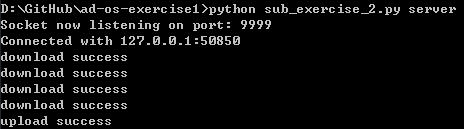 D:\GitHub\ad-os-exercise1>python sub_exercise_2.py server
Socket now listening on port: 9999
Connected with 127.0.0.1:50850
download success
download success
download success
download success
upload success